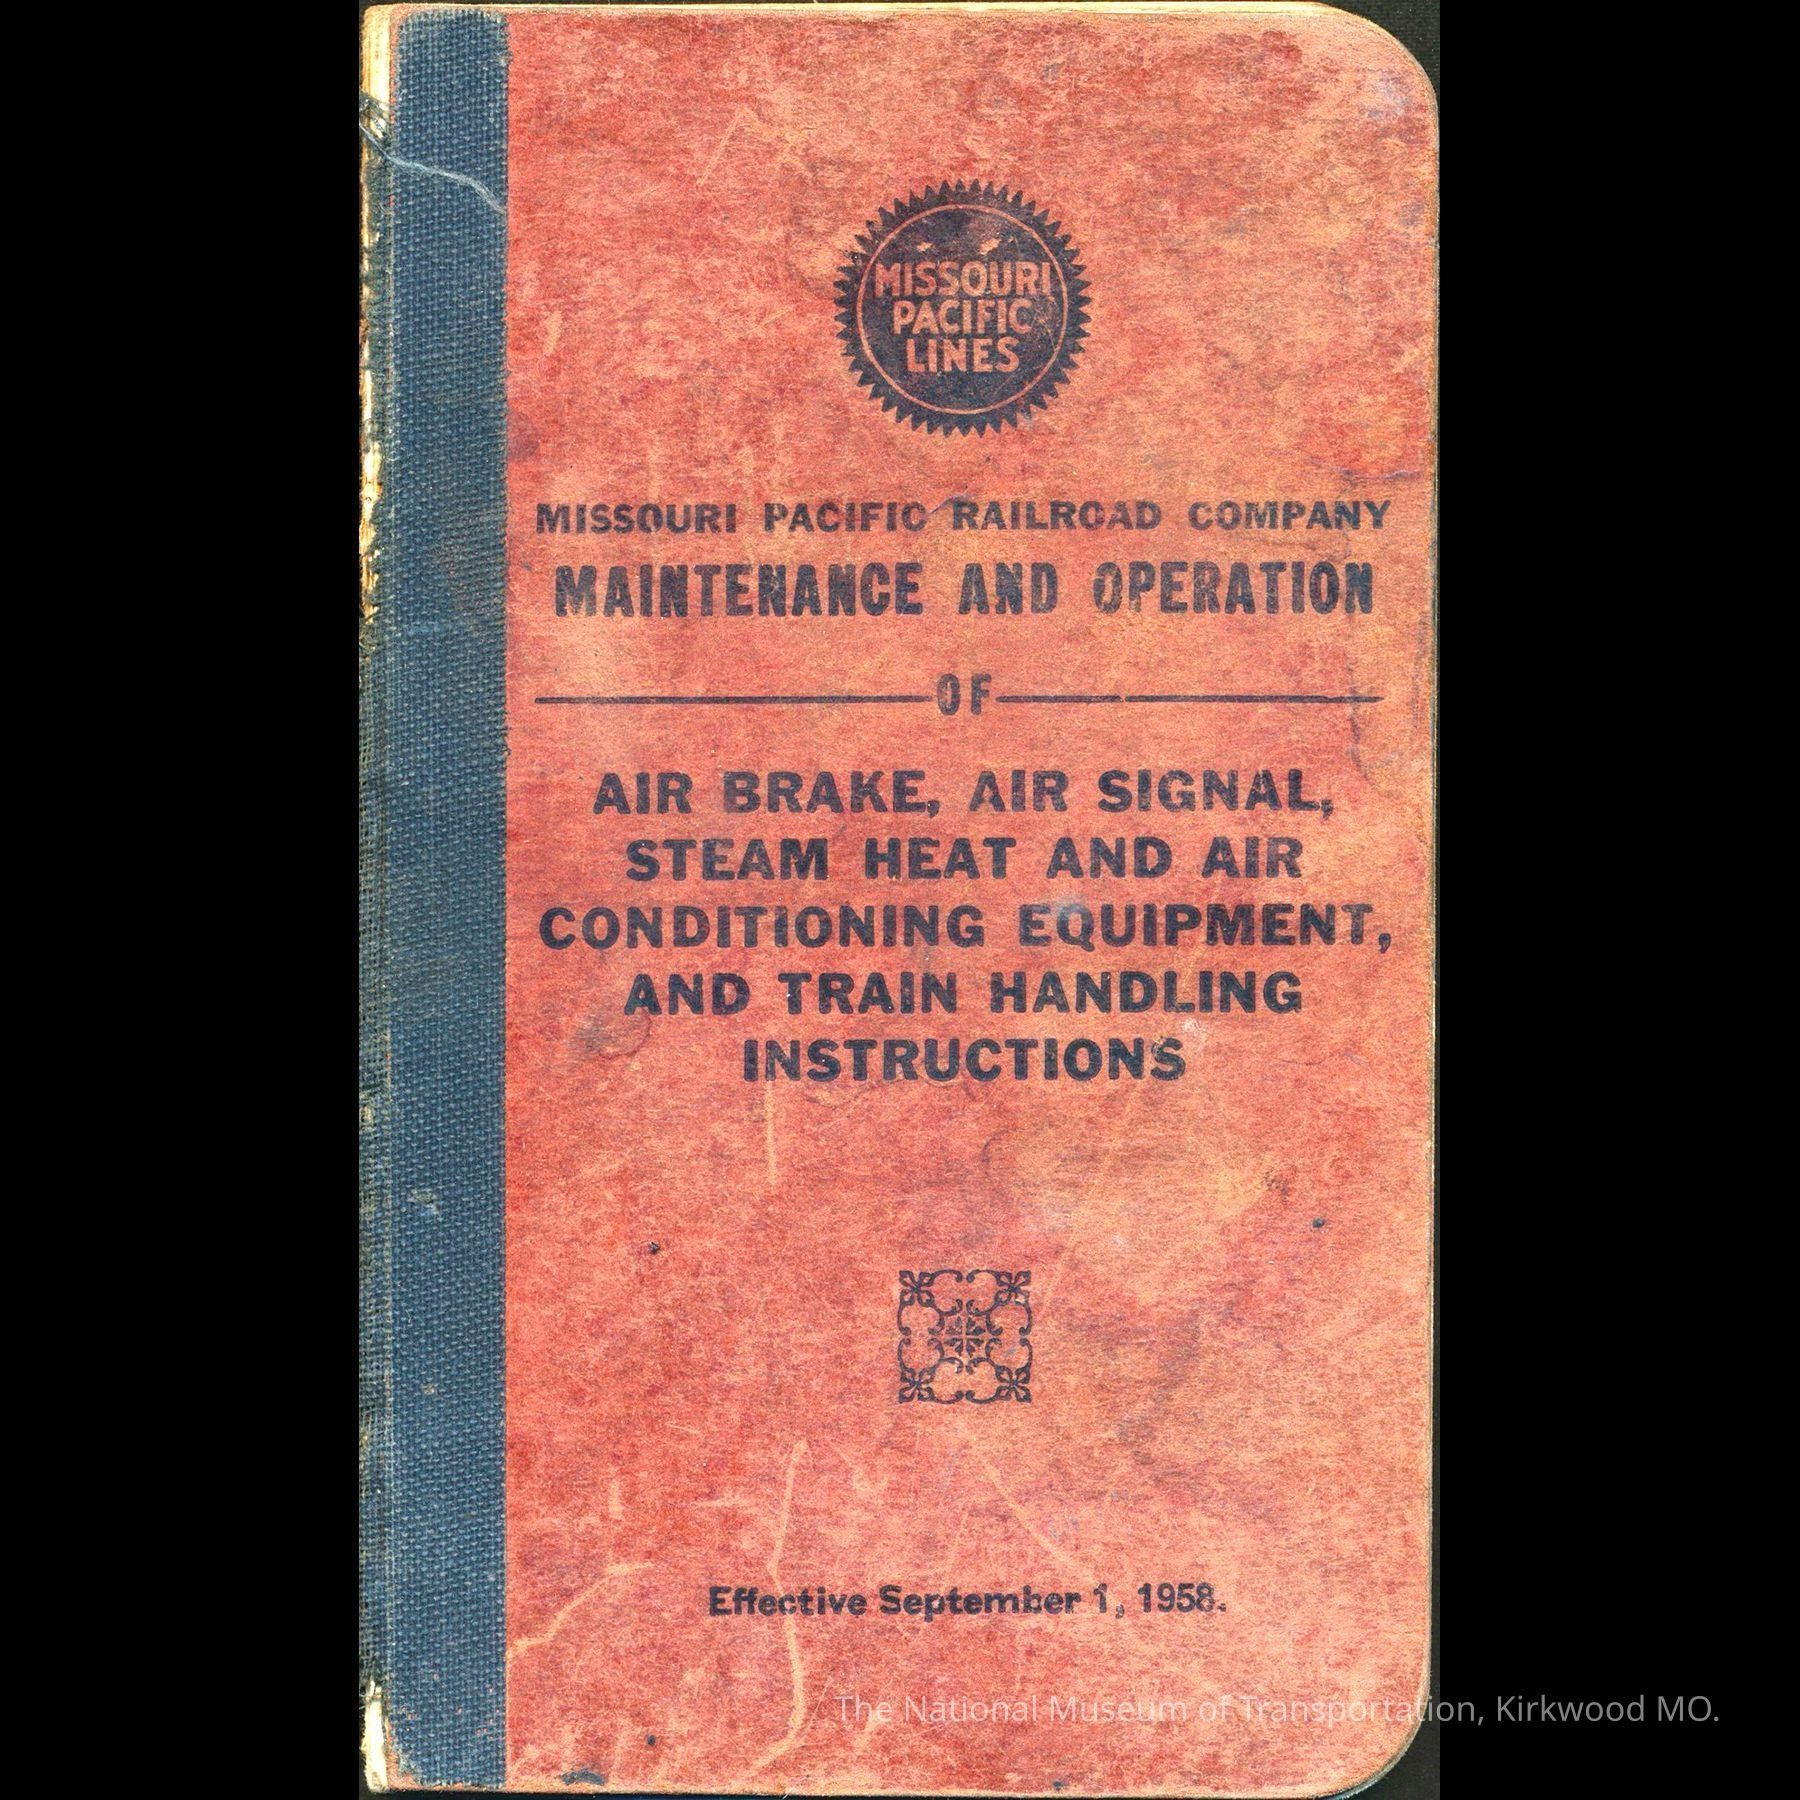 MISSOURI
PACIFIC
LINES
MISSOURI PACIFIC RAILROAD COMPANY
MAINTENANCE AND OPERATION
OF
AIR BRAKE, AIR SIGNAL,
STEAM HEAT AND AIR
CONDITIONING EQUIPMENT,
AND TRAIN HANDLING
INSTRUCTIONS
Effective September 1, 1958.
The National Museum of Transportation, Kirkwood MO.